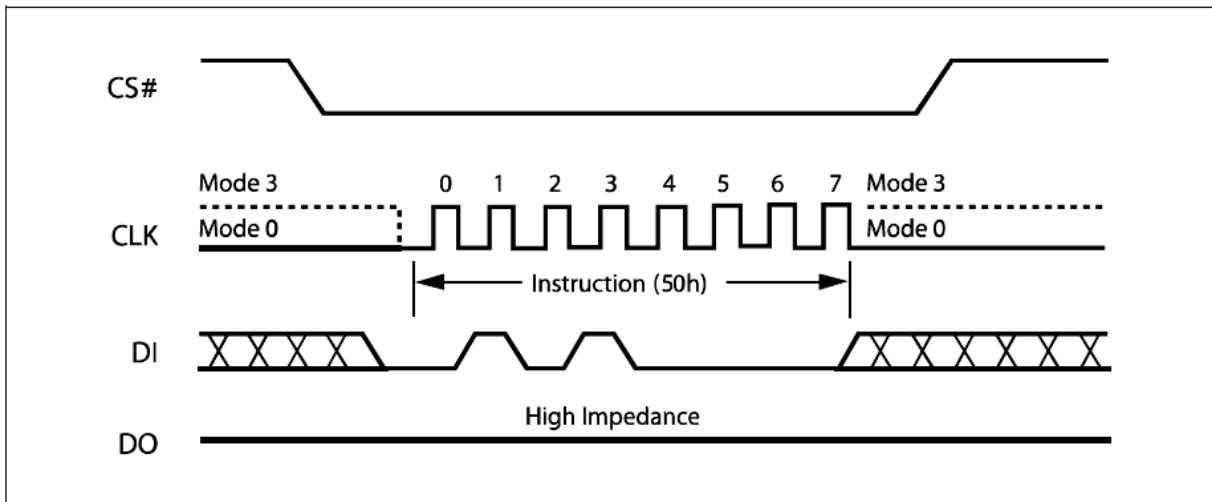 CS#
Mode 3 0 1 2 3 4 5 6 7 Mode 3
CLK Mode 0 Mode 0
Instruction (50h)
DI
High Impedance
DO